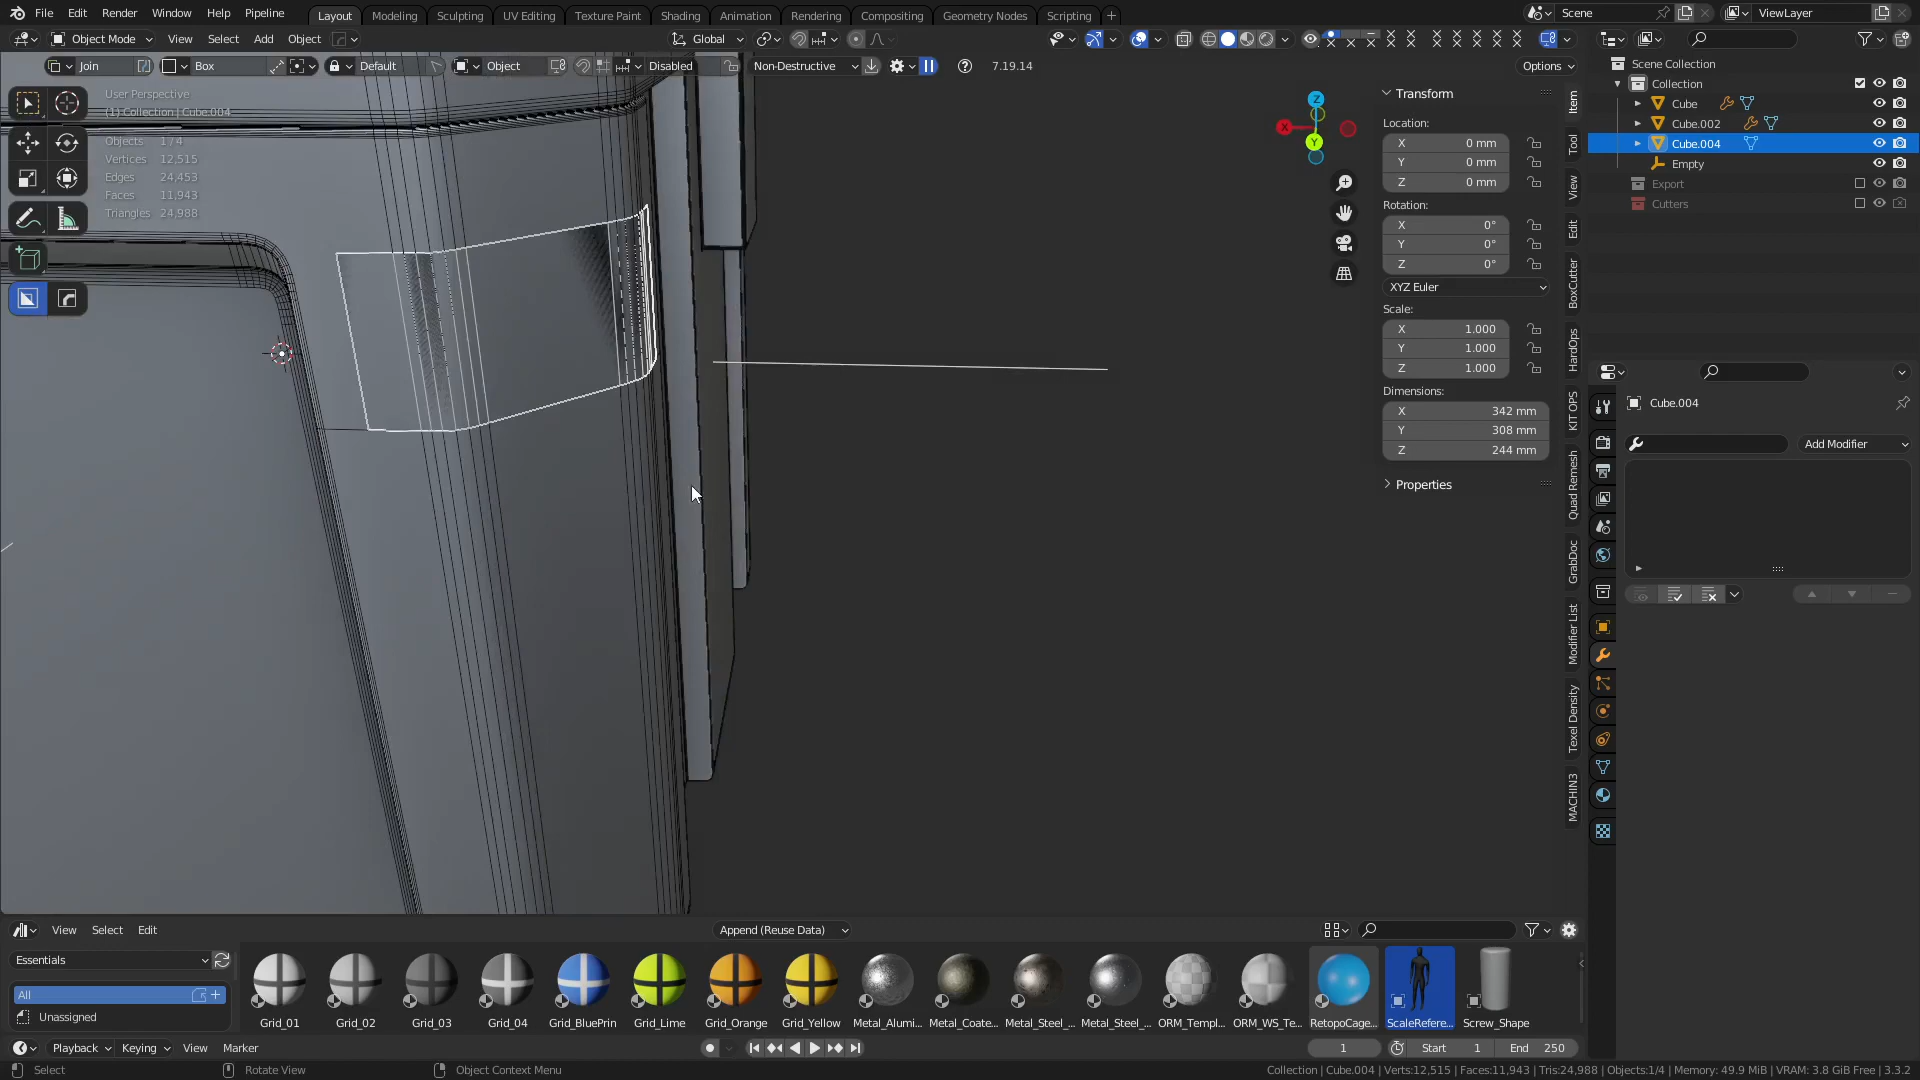 File Edit Render Window Help Pipeline Layout Modeling Sculpting UV Editing Texture Paint Shading Animation Rendering Compositing Geometry Nodes Scripting + Scene ViewLayer
Object Mode View Select Add Object Global
Join Box Default Object Disabled Non-Destructive 7.19.14 Options
User Perspective
(1) Collection | Cube.004
Objects 1 / 4
Vertices 12,515
Edges 24,453
Faces 11,943
Triangles 24,988
Z
X
Y
Transform
Location:
X 0 mm
Y 0 mm
Z 0 mm
Rotation:
X 0°
Y 0°
Z 0°
XYZ Euler
Scale:
X 1.000
Y 1.000
Z 1.000
Dimensions:
X 342 mm
Y 308 mm
Z 244 mm
Properties
Item
Tool
View
Edit
BoxCutter
HardOps
KIT OPS
Quad Remesh
GrabDoc
Modifier List
Texel Density
MACHIN3
Scene Collection
Collection
Cube
Cube.002
Cube.004
Empty
Export
Cutters
Cube.004
Add Modifier
View Select Edit Append (Reuse Data)
Essentials
All
Unassigned
Grid_01 Grid_02 Grid_03 Grid_04 Grid_BluePrin Grid_Lime Grid_Orange Grid_Yellow Metal_Alumi... Metal_Coate... Metal_Steel_... Metal_Steel_... ORM_Templ... ORM_WS_Te... RetopoCage... ScaleRefere... Screw_Shape
Playback Keying View Marker 1 Start 1 End 250
Select Rotate View Object Context Menu Collection | Cube.004 | Verts:12,515 | Faces:11,943 | Tris:24,988 | Objects:1/4 | Memory: 49.9 MiB | VRAM: 3.8 GiB Free | 3.3.2